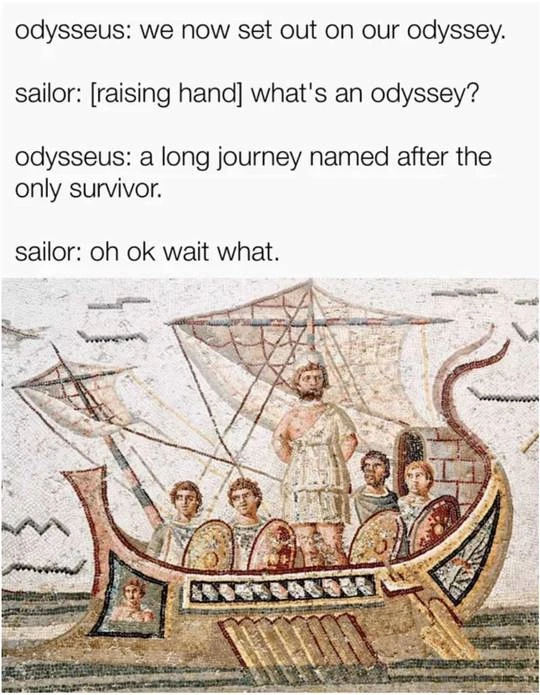 odysseus: we now set out on our odyssey.
sailor: [raising hand] what's an odyssey?
odysseus: a long journey named after the
only survivor.
sailor: oh ok wait what.